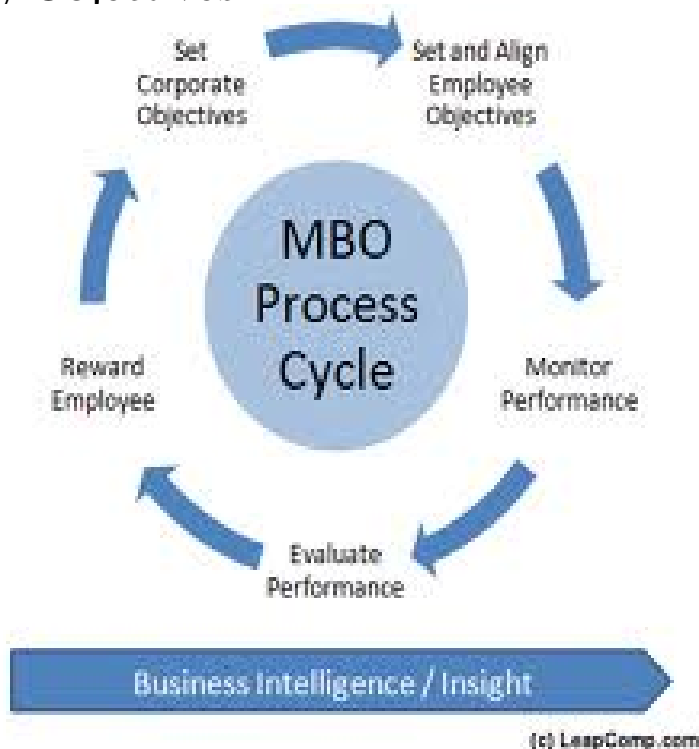 Set
Corporate
Objectives
Set and Align
Employee
Objectives
MBO
Process
Cycle
Reward
Employee
Monitor
Performance
Evaluate
Performance
Business Intelligence / Insight
(c) LeapComp.com